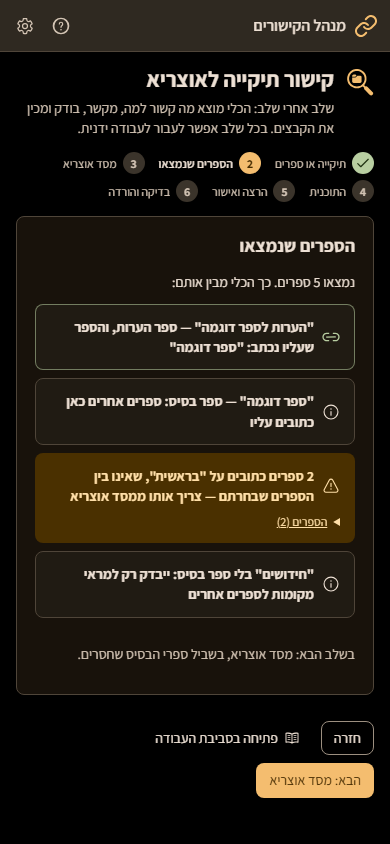 מנהל הקישורים
קישור תיקייה לאוצריא
שלב אחרי שלב: הכלי מוצא מה קשור למה, מקשר, בודק ומכין
את הקבצים. בכל שלב אפשר לעבור לעבודה ידנית.
תיקייה או ספרים
2 הספרים שנמצאו
3 מסד אוצריא
4 התוכנית
5 הרצה ואישור
6 בדיקה והורדה
הספרים שנמצאו
נמצאו 5 ספרים. כך הכלי מבין אותם:
"הערות לספר דוגמה" — ספר הערות, והספר
שעליו נכתב: "ספר דוגמה"
"ספר דוגמה" — ספר בסיס: ספרים אחרים כאן
כתובים עליו
2 ספרים כתובים על "בראשית", שאינו בין
הספרים שבחרתם — צריך אותו ממסד אוצריא
הספרים (2)
"חידושים" בלי ספר בסיס: ייבדק רק למראי
מקומות לספרים אחרים
בשלב הבא: מסד אוצריא, בשביל ספרי הבסיס שחסרים.
חזרה
פתיחה בסביבת העבודה
הבא: מסד אוצריא